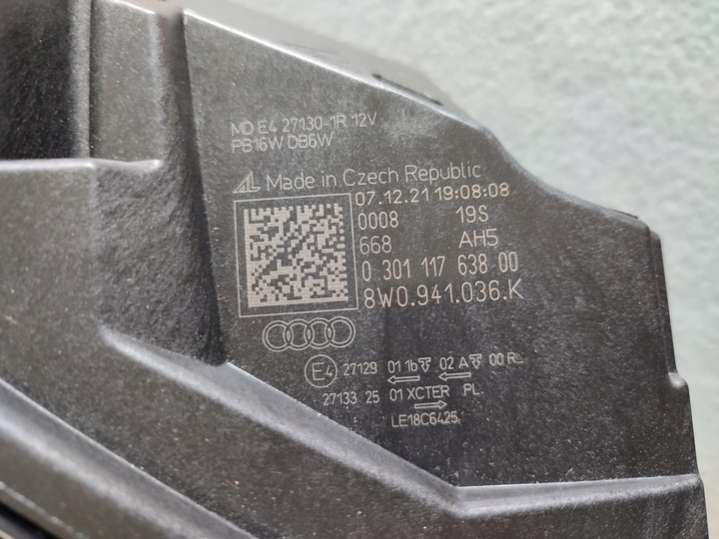 MD E4 27130-1R 12V
PB16W DB6W
AL Made in Czech Republic
07.12.21 19:08:08
0008 19S
668 AH5
0 301 117 638 00
8W0.941.036.K
E4 27129 01 1b 02 A 00 RL
27133 25 01 XCTER PL
LE18C6425